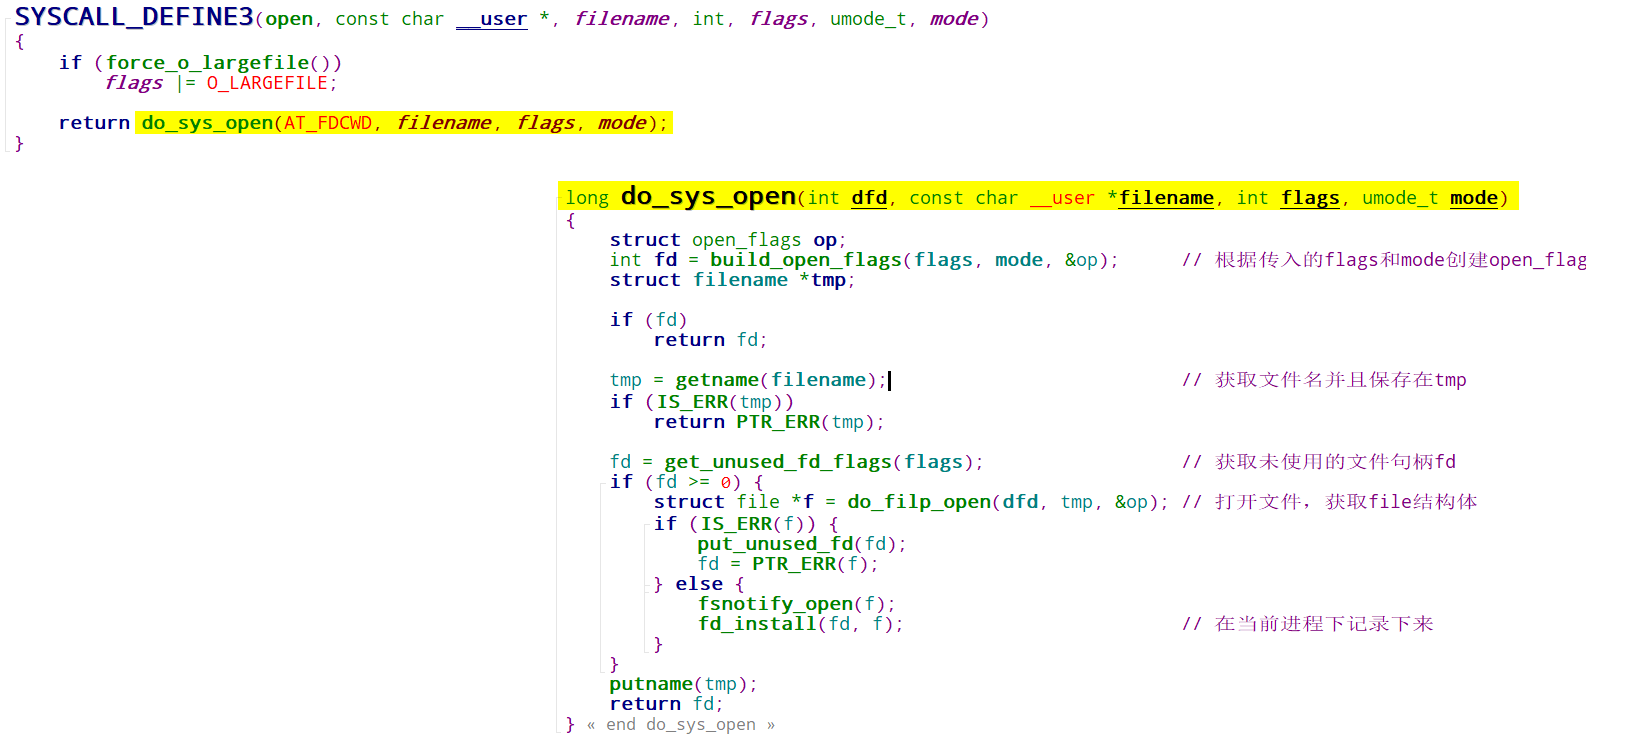 SYSCALL_DEFINE3(open, const char __user *, filename, int, flags, umode_t, mode)
{
    if (force_o_largefile())
        flags |= O_LARGEFILE;

    return do_sys_open(AT_FDCWD, filename, flags, mode);
}

long do_sys_open(int dfd, const char __user *filename, int flags, umode_t mode)
{
    struct open_flags op;
    int fd = build_open_flags(flags, mode, &op);      // 根据传入的flags和mode创建open_flag
    struct filename *tmp;

    if (fd)
        return fd;

    tmp = getname(filename);                          // 获取文件名并且保存在tmp
    if (IS_ERR(tmp))
        return PTR_ERR(tmp);

    fd = get_unused_fd_flags(flags);                  // 获取未使用的文件句柄fd
    if (fd >= 0) {
        struct file *f = do_filp_open(dfd, tmp, &op); // 打开文件，获取file结构体
        if (IS_ERR(f)) {
            put_unused_fd(fd);
            fd = PTR_ERR(f);
        } else {
            fsnotify_open(f);
            fd_install(fd, f);                        // 在当前进程下记录下来
        }
    }
    putname(tmp);
    return fd;
} « end do_sys_open »